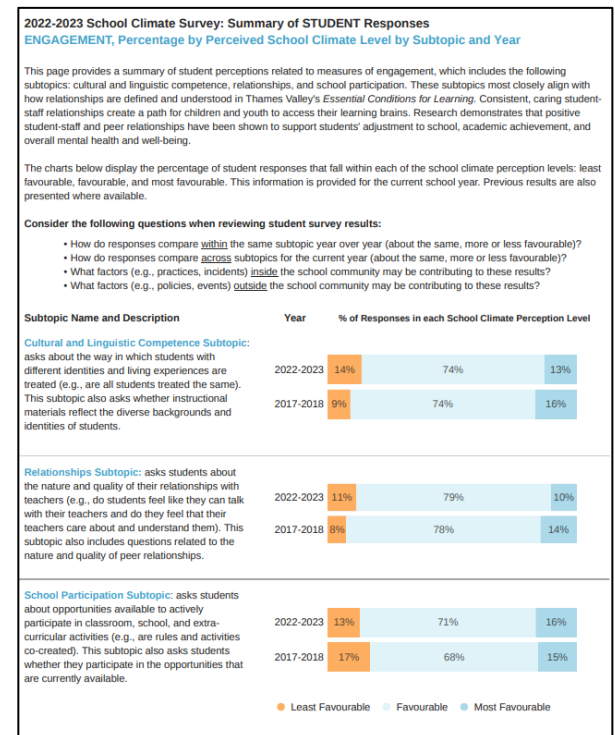 2022-2023 School Climate Survey: Summary of STUDENT Responses
ENGAGEMENT, Percentage by Perceived School Climate Level by Subtopic and Year
This page provides a summary of student perceptions related to measures of engagement, which includes the following
subtopics: cultural and linguistic competence, relationships, and school participation. These subtopics most closely align with
how relationships are defined and understood in Thames Valley's Essential Conditions for Learning. Consistent, caring student-
staff relationships create a path for children and youth to access their learning brains. Research demonstrates that positive
student-staff and peer relationships have been shown to support students' adjustment to school, academic achievement, and
overall mental health and well-being.
The charts below display the percentage of student responses that fall within each of the school climate perception levels: least
favourable, favourable, and most favourable. This information is provided for the current school year. Previous results are also
presented where available.
Consider the following questions when reviewing student survey results:
• How do responses compare within the same subtopic year over year (about the same, more or less favourable)?
• How do responses compare across subtopics for the current year (about the same, more or less favourable)?
• What factors (e.g., practices, incidents) inside the school community may be contributing to these results?
• What factors (e.g., policies, events) outside the school community may be contributing to these results?
Subtopic Name and Description Year % of Responses in each School Climate Perception Level
Cultural and Linguistic Competence Subtopic:
asks about the way in which students with
different identities and living experiences are
treated (e.g., are all students treated the same).
This subtopic also asks whether instructional
materials reflect the diverse backgrounds and
identities of students.
2022-2023 14% 74% 13%
2017-2018 9% 74% 16%
Relationships Subtopic: asks students about
the nature and quality of their relationships with
teachers (e.g., do students feel like they can talk
with their teachers and do they feel that their
teachers care about and understand them). This
subtopic also includes questions related to the
nature and quality of peer relationships.
2022-2023 11% 79% 10%
2017-2018 8% 78% 14%
School Participation Subtopic: asks students
about opportunities available to actively
participate in classroom, school, and extra-
curricular activities (e.g., are rules and activities
co-created). This subtopic also asks students
whether they participate in the opportunities that
are currently available.
2022-2023 13% 71% 16%
2017-2018 17% 68% 15%
Least Favourable Favourable Most Favourable